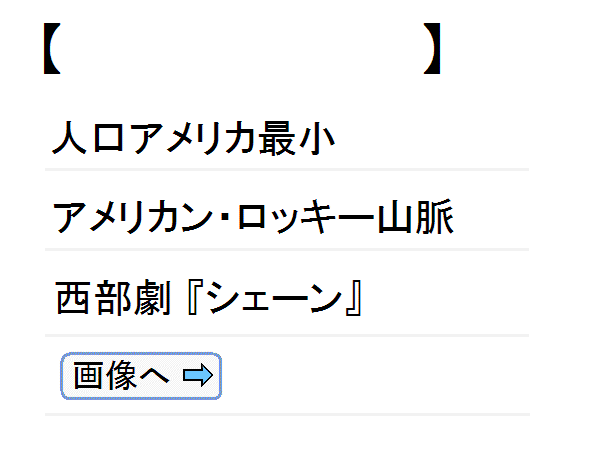 【　　　　　　　　】
人口アメリカ最小
アメリカン・ロッキー山脈
西部劇『シェーン』
画像へ